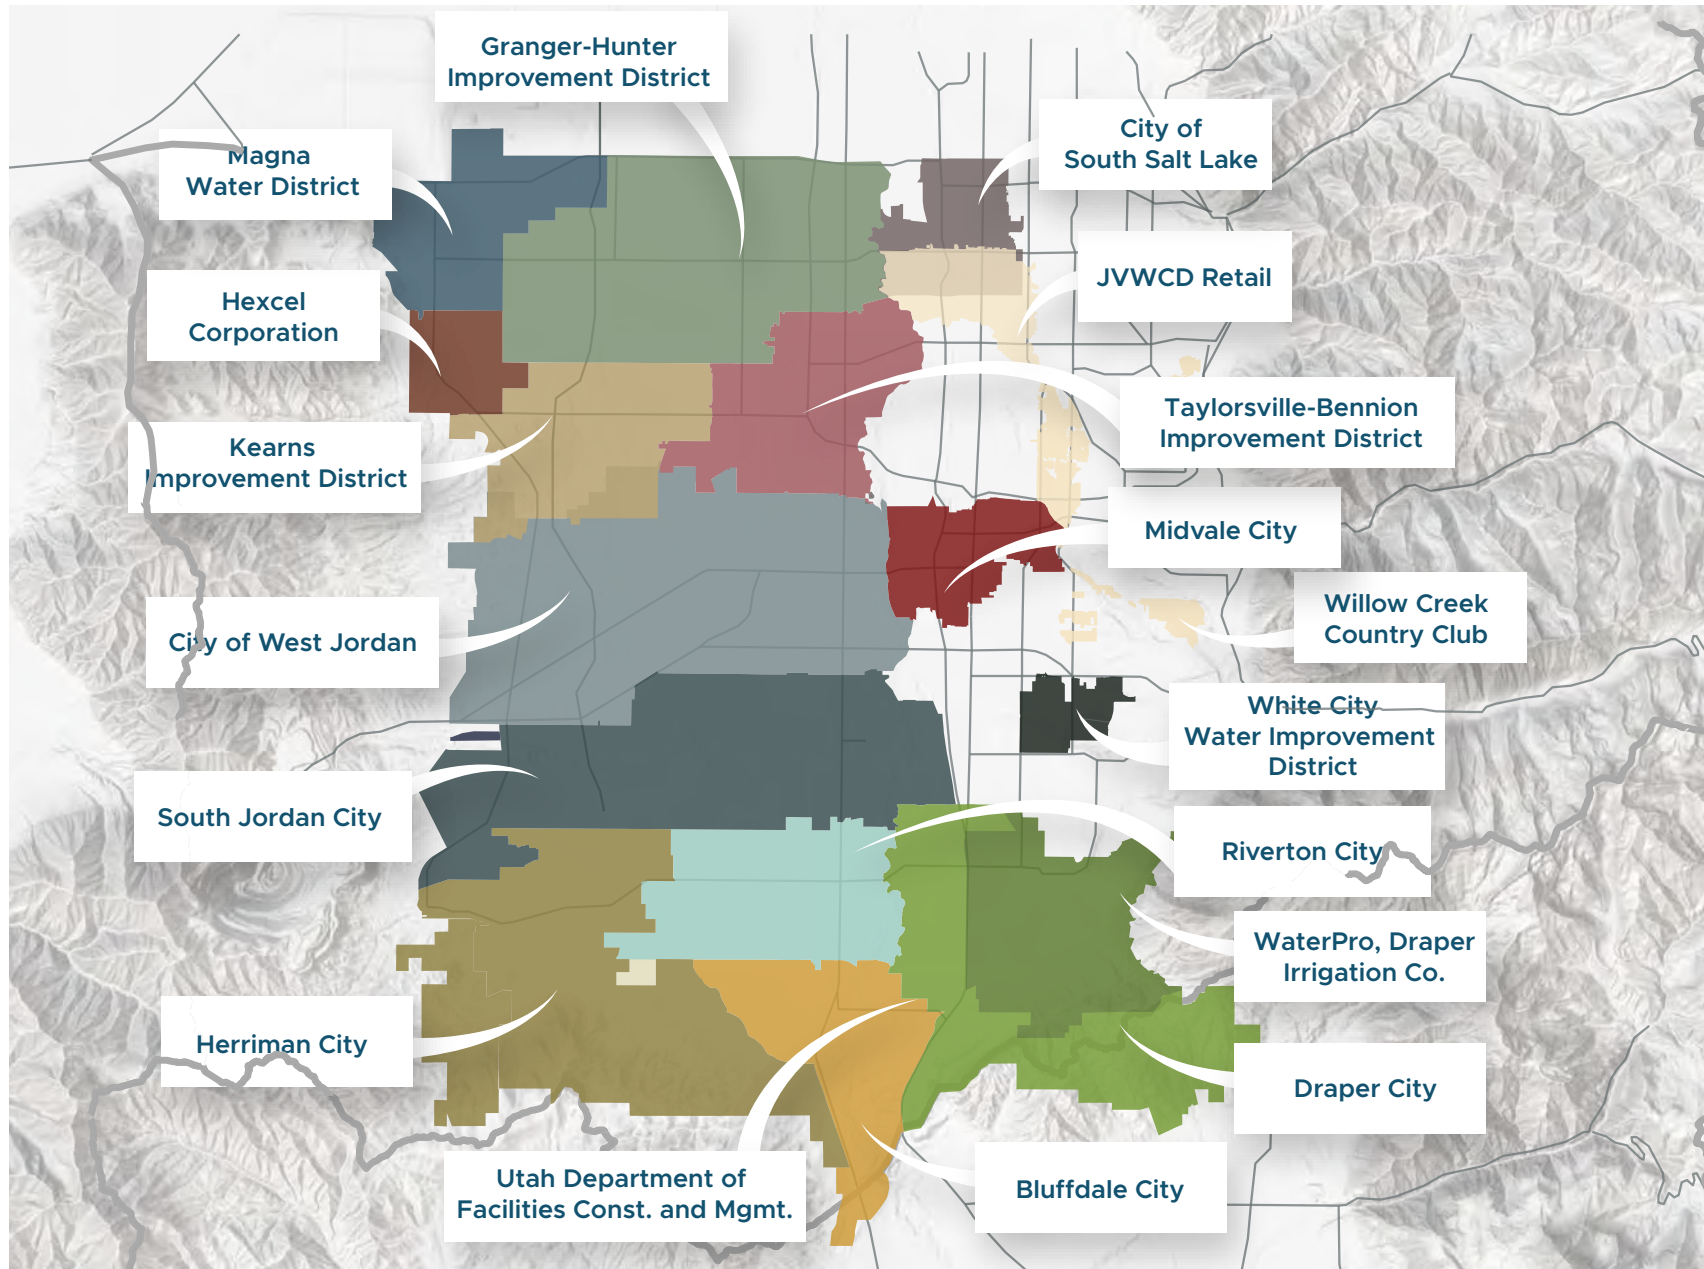 Granger-Hunter
Improvement District
City of
South Salt Lake
Magna
Water District
JVWCD Retail
Hexcel
Corporation
Taylorsville-Bennion
Improvement District
Kearns
Improvement District
Midvale City
Willow Creek
Country Club
City of West Jordan
White City
Water Improvement
District
South Jordan City
Riverton City
WaterPro, Draper
Irrigation Co.
Herriman City
Draper City
Utah Department of
Facilities Const. and Mgmt.
Bluffdale City